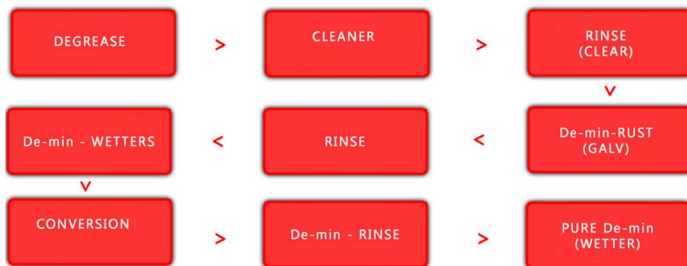 DEGREASE
>
CLEANER
>
RINSE
(CLEAR)
>
De-min-RUST
(GALV)
<
RINSE
<
De-min - WETTERS
>
CONVERSION
>
De-min - RINSE
>
PURE De-min
(WETTER)